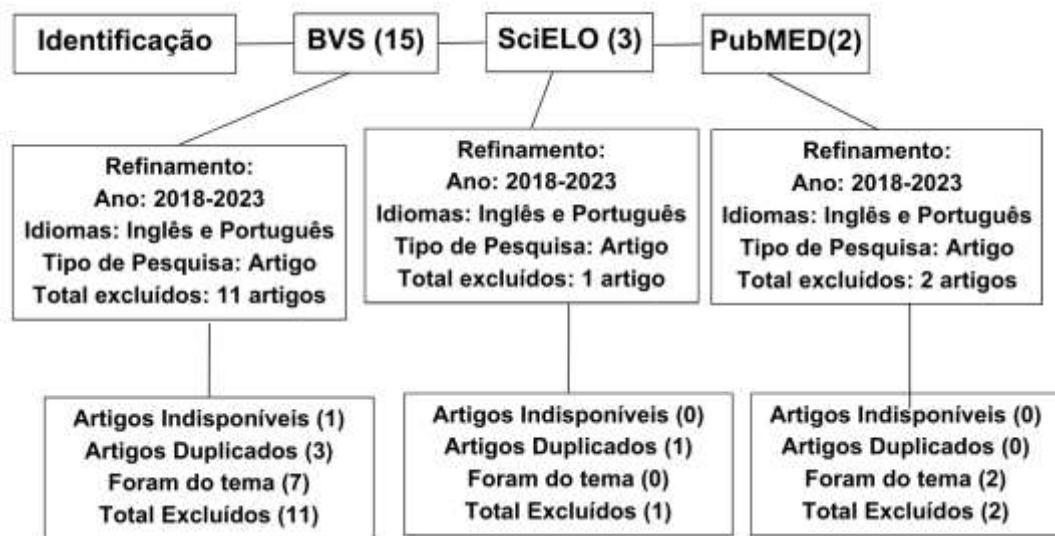 Identificação
BVS (15)
SciELO (3)
PubMED(2)
Refinamento:
Ano: 2018-2023
Idiomas: Inglês e Português
Tipo de Pesquisa: Artigo
Total excluídos: 11 artigos
Refinamento:
Ano: 2018-2023
Idiomas: Inglês e Português
Tipo de Pesquisa: Artigo
Total excluídos: 1 artigo
Refinamento:
Ano: 2018-2023
Idiomas: Inglês e Português
Tipo de Pesquisa: Artigo
Total excluídos: 2 artigos
Artigos Indisponíveis (1)
Artigos Duplicados (3)
Foram do tema (7)
Total Excluídos (11)
Artigos Indisponíveis (0)
Artigos Duplicados (1)
Foram do tema (0)
Total Excluídos (1)
Artigos Indisponíveis (0)
Artigos Duplicados (0)
Foram do tema (2)
Total Excluídos (2)